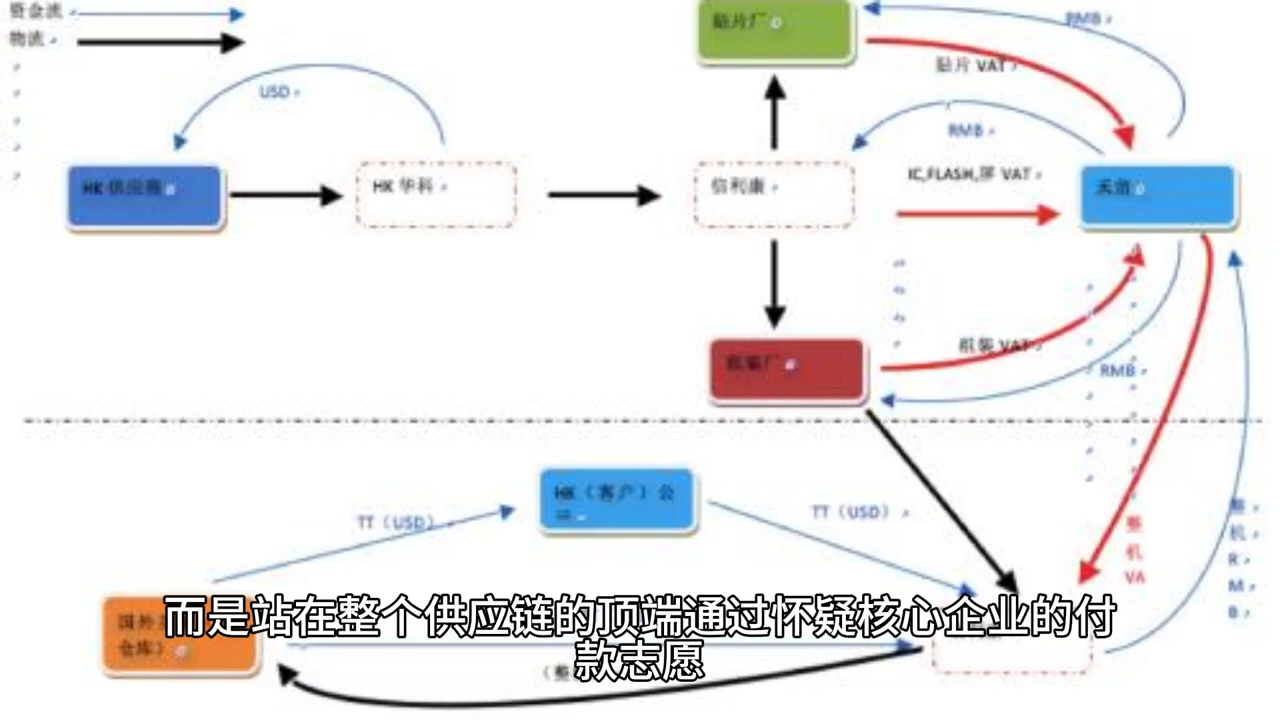 资金流
物流
USD
HK 供应商
HK 华科
贴片厂
信利康
组装厂
RMB
贴片 VAT
RMB
IC,FLASH,屏 VAT
组装 VAT
RMB
TT（USD）
HK（客户）公
TT（USD）
整
机
VA
整
机
R
M
B
国外
仓库）
（整
而是站在整个供应链的顶端通过怀疑核心企业的付
款志愿